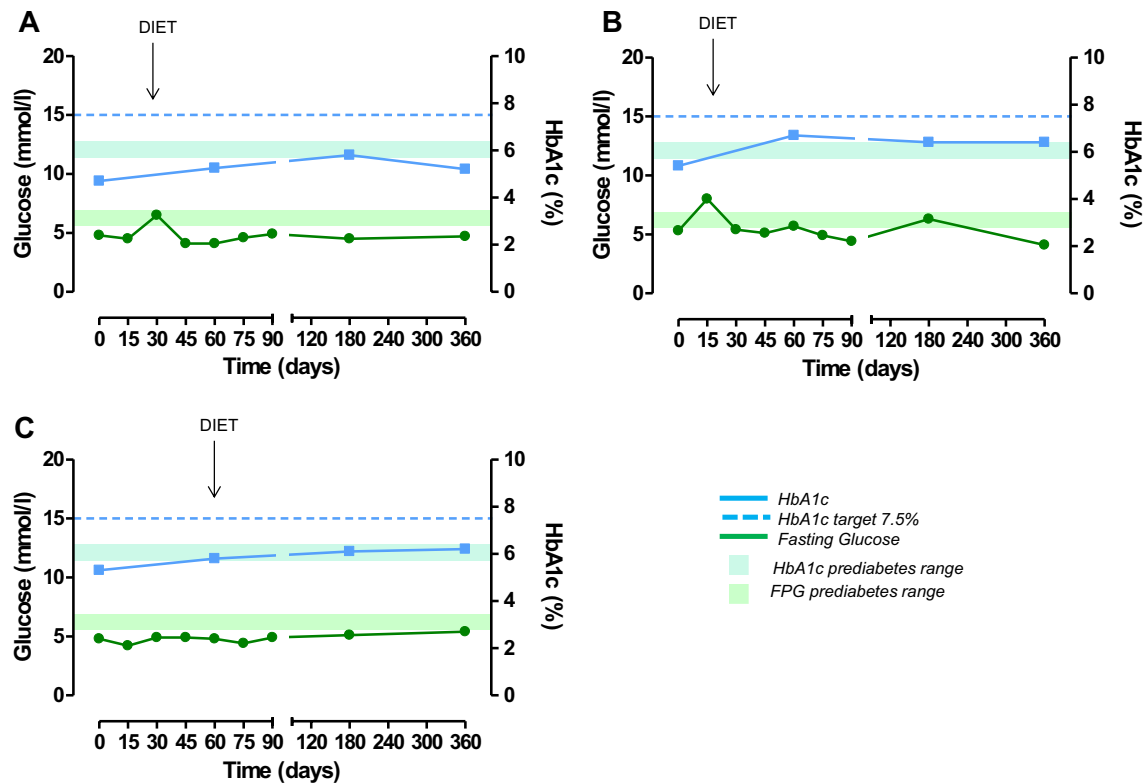 A
DIET
Glucose (mmol/l)
20
15
10
5
0
HbA1c (%)
10
8
6
4
2
0
0 15 30 45 60 75 90 120 180 240 300 360
Time (days)
B
DIET
Glucose (mmol/l)
20
15
10
5
0
HbA1c (%)
10
8
6
4
2
0
0 15 30 45 60 75 90 120 180 240 300 360
Time (days)
C
DIET
Glucose (mmol/l)
20
15
10
5
0
HbA1c (%)
10
8
6
4
2
0
0 15 30 45 60 75 90 120 180 240 300 360
Time (days)
HbA1c
HbA1c target 7.5%
Fasting Glucose
HbA1c prediabetes range
FPG prediabetes range